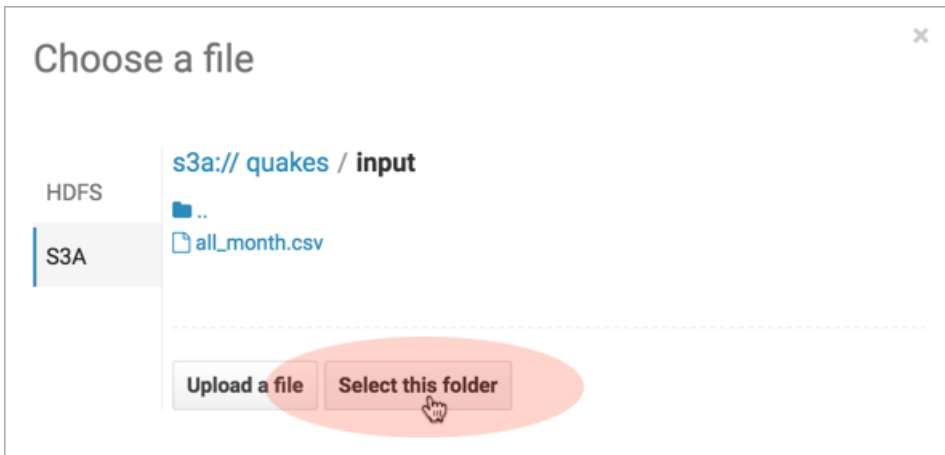 Choose a file
×
s3a:// quakes / input
HDFS
..
all_month.csv
S3A
Upload a file
Select this folder